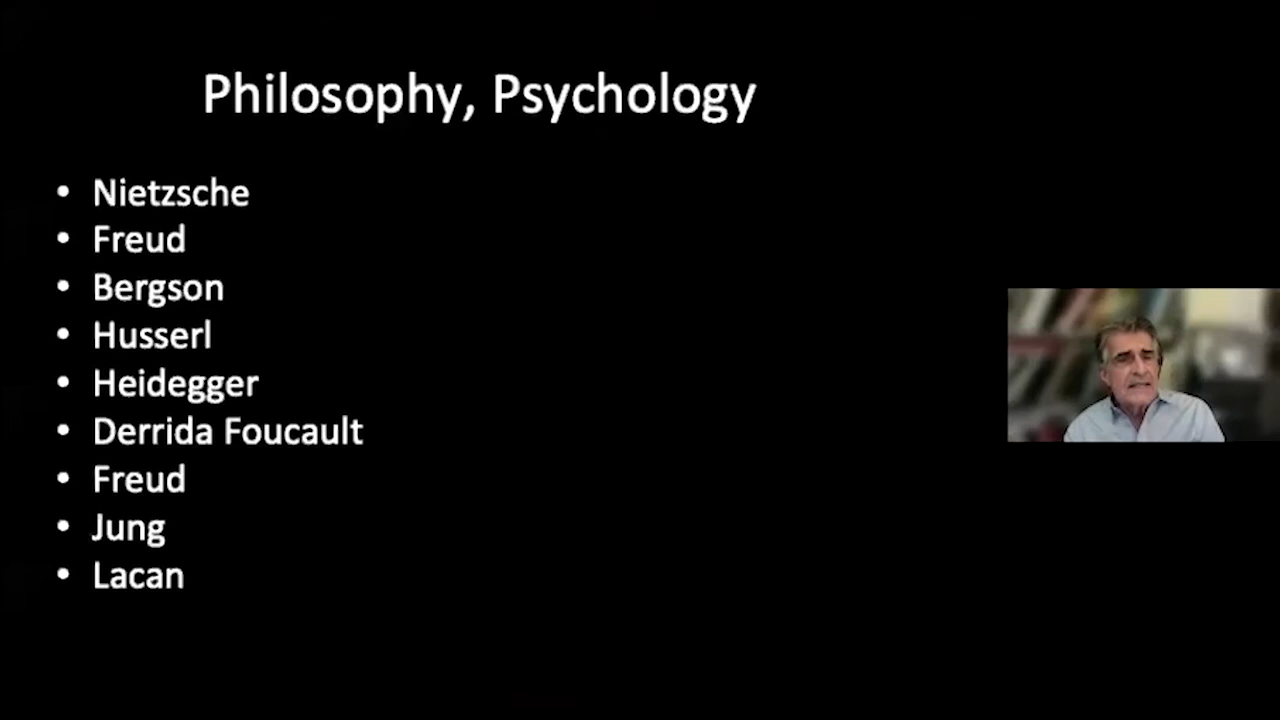 Philosophy, Psychology
• Nietzsche
• Freud
• Bergson
• Husserl
• Heidegger
• Derrida Foucault
• Freud
• Jung
• Lacan